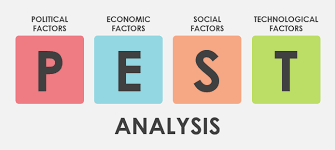 POLITICAL ECONOMIC SOCIAL TECHNOLOGICAL
FACTORS FACTORS FACTORS FACTORS
P E S T
ANALYSIS